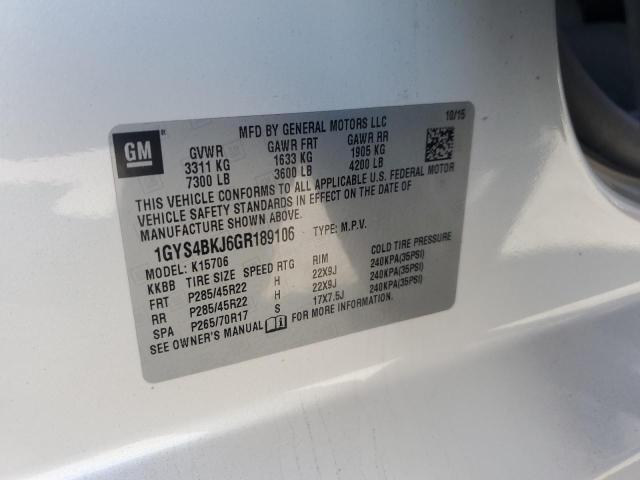 GM
MFD BY GENERAL MOTORS LLC 10/15
GVWR GAWR FRT GAWR RR
3311 KG 1633 KG 1905 KG
7300 LB 3600 LB 4200 LB
THIS VEHICLE CONFORMS TO ALL APPLICABLE U.S. FEDERAL MOTOR
VEHICLE SAFETY STANDARDS IN EFFECT ON THE DATE OF
MANUFACTURE SHOWN ABOVE.
1GYS4BKJ6GR189106 TYPE: M.P.V.
MODEL: K15706
KKBB TIRE SIZE SPEED RTG RIM COLD TIRE PRESSURE
FRT P285/45R22 H 22X9J 240KPA(35PSI)
RR P285/45R22 H 22X9J 240KPA(35PSI)
SPA P265/70R17 S 17X7.5J 240KPA(35PSI)
SEE OWNER'S MANUAL FOR MORE INFORMATION.